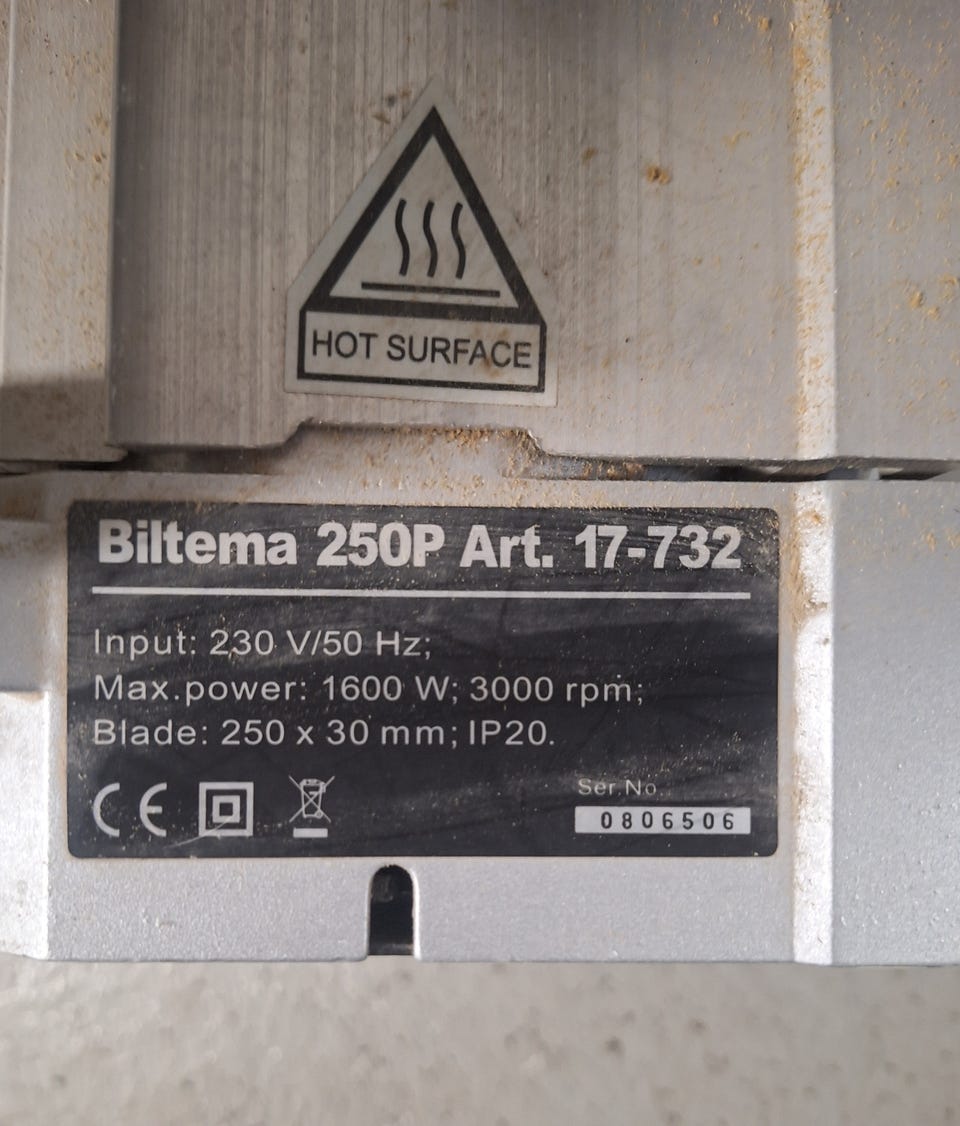 HOT SURFACE
Biltema 250P Art. 17-732
Input: 230 V/50 Hz;
Max.power: 1600 W; 3000 rpm;
Blade: 250 x 30 mm; IP20.
CE
Ser.No
0806506